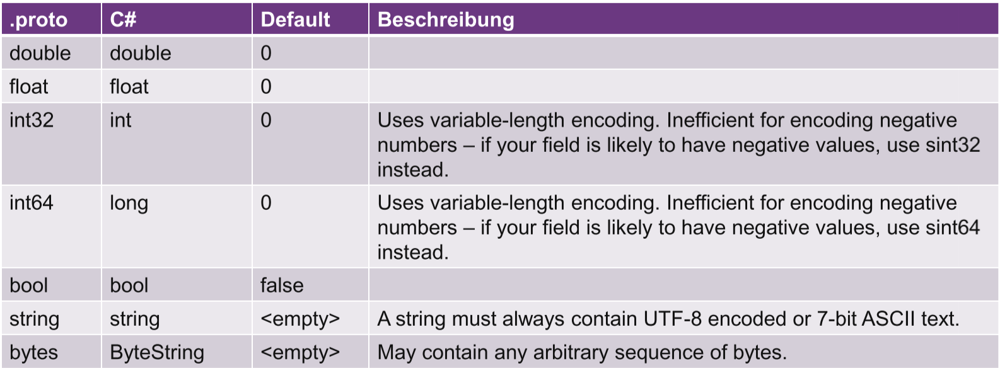 .proto C# Default Beschreibung
double double 0
float float 0
int32 int 0 Uses variable-length encoding. Inefficient for encoding negative
numbers – if your field is likely to have negative values, use sint32
instead.
int64 long 0 Uses variable-length encoding. Inefficient for encoding negative
numbers – if your field is likely to have negative values, use sint64
instead.
bool bool false
string string <empty> A string must always contain UTF-8 encoded or 7-bit ASCII text.
bytes ByteString <empty> May contain any arbitrary sequence of bytes.